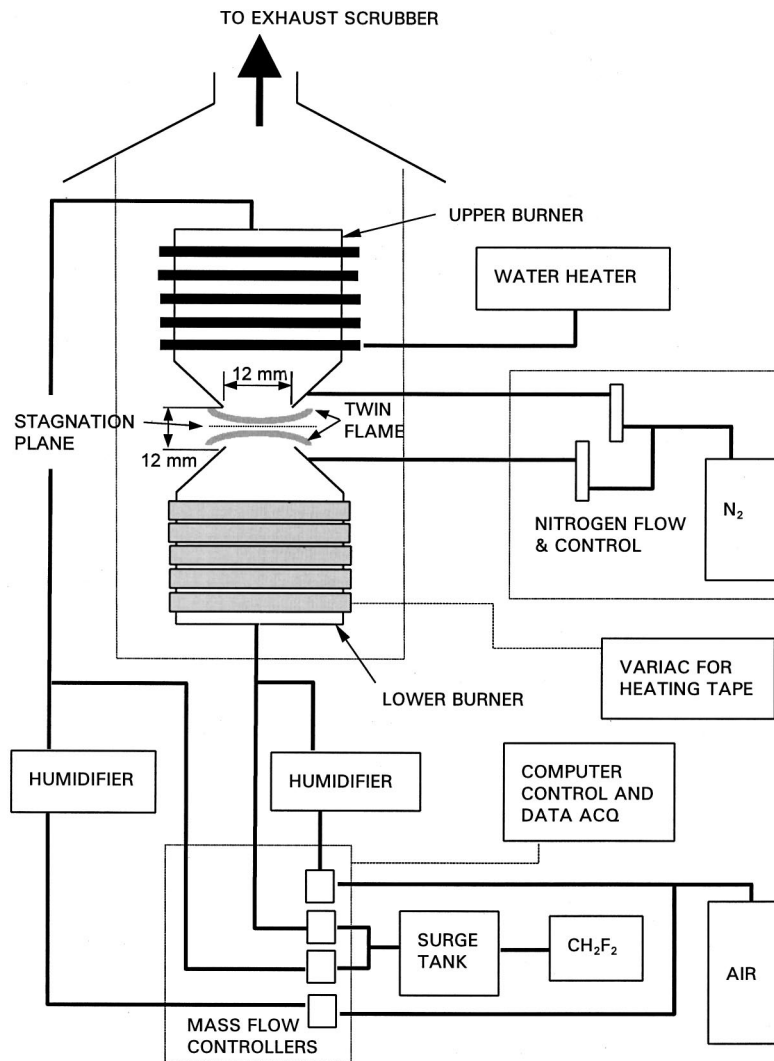 TO EXHAUST SCRUBBER
UPPER BURNER
WATER HEATER
12 mm
STAGNATION
PLANE
TWIN
FLAME
12 mm
N₂
NITROGEN FLOW
& CONTROL
VARIAC FOR
HEATING TAPE
LOWER BURNER
HUMIDIFIER
HUMIDIFIER
COMPUTER
CONTROL AND
DATA ACQ
SURGE
TANK
CH₂F₂
AIR
MASS FLOW
CONTROLLERS